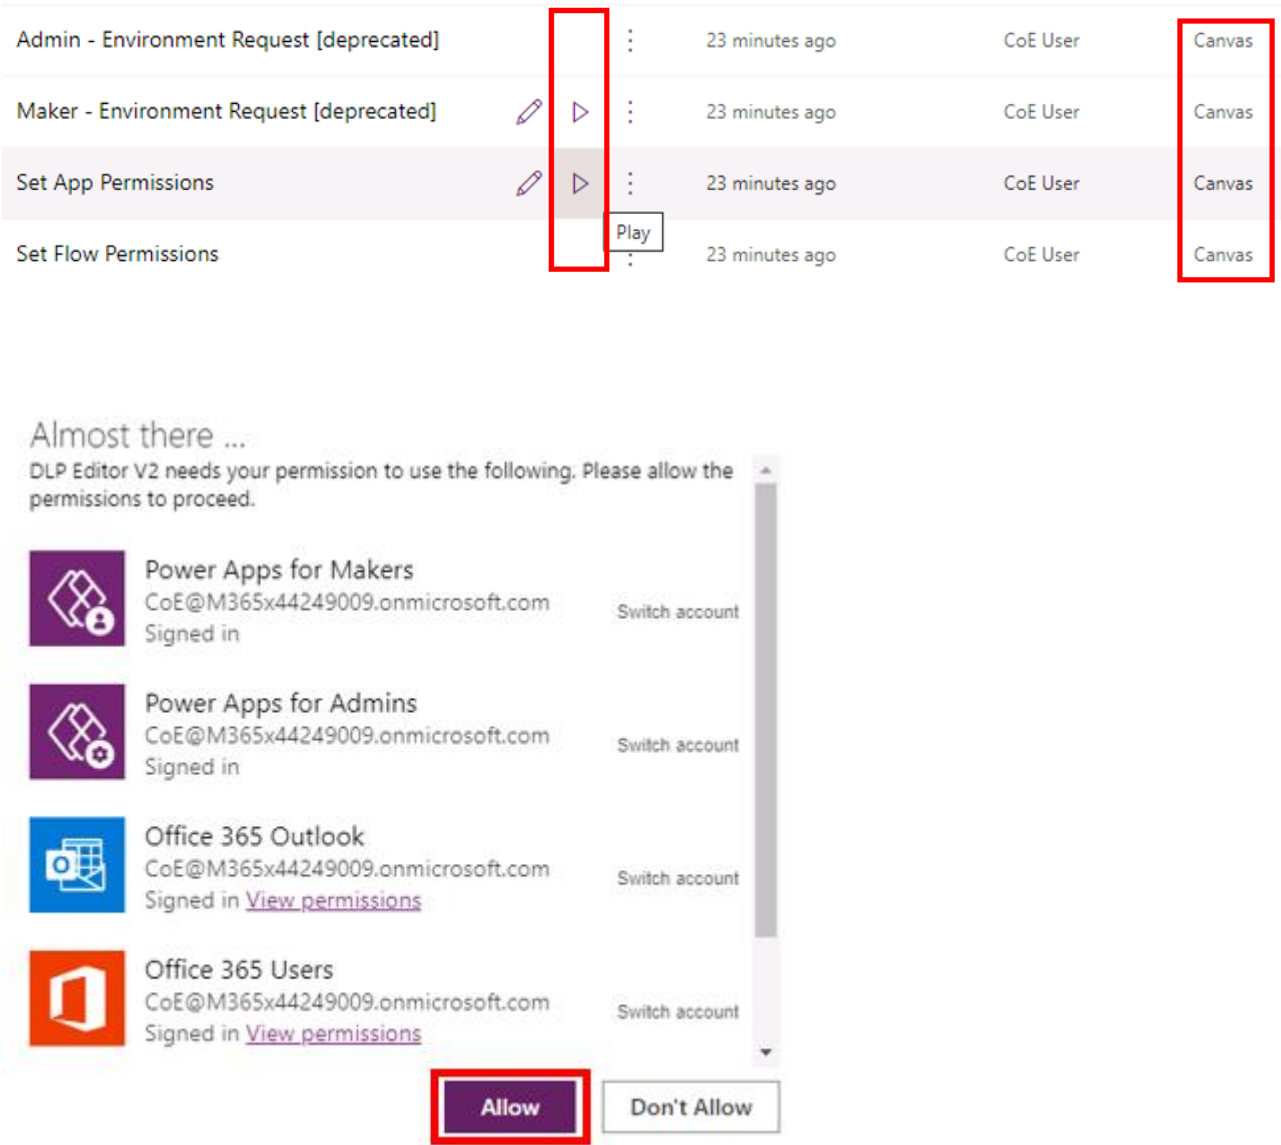 Admin - Environment Request [deprecated] 23 minutes ago CoE User Canvas
Maker - Environment Request [deprecated] 23 minutes ago CoE User Canvas
Set App Permissions 23 minutes ago CoE User Canvas
Play
Set Flow Permissions 23 minutes ago CoE User Canvas
Almost there ...
DLP Editor V2 needs your permission to use the following. Please allow the
permissions to proceed.
Power Apps for Makers
CoE@M365x44249009.onmicrosoft.com
Switch account
Signed in
Power Apps for Admins
CoE@M365x44249009.onmicrosoft.com
Switch account
Signed in
Office 365 Outlook
CoE@M365x44249009.onmicrosoft.com
Switch account
Signed in View permissions
Office 365 Users
CoE@M365x44249009.onmicrosoft.com
Switch account
Signed in View permissions
Allow Don't Allow